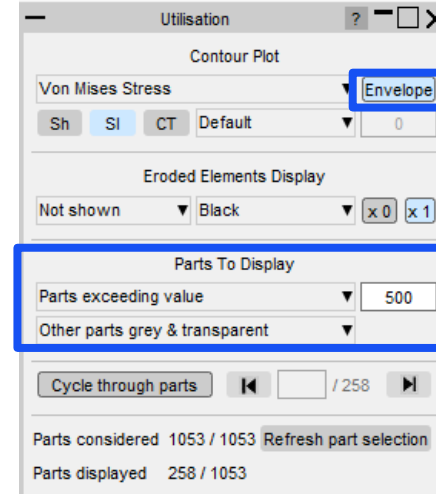 Utilisation ?
Contour Plot
Von Mises Stress Envelope
Sh SI CT Default 0
Eroded Elements Display
Not shown Black x 0 x 1
Parts To Display
Parts exceeding value 500
Other parts grey & transparent
Cycle through parts / 258
Parts considered 1053 / 1053 Refresh part selection
Parts displayed 258 / 1053